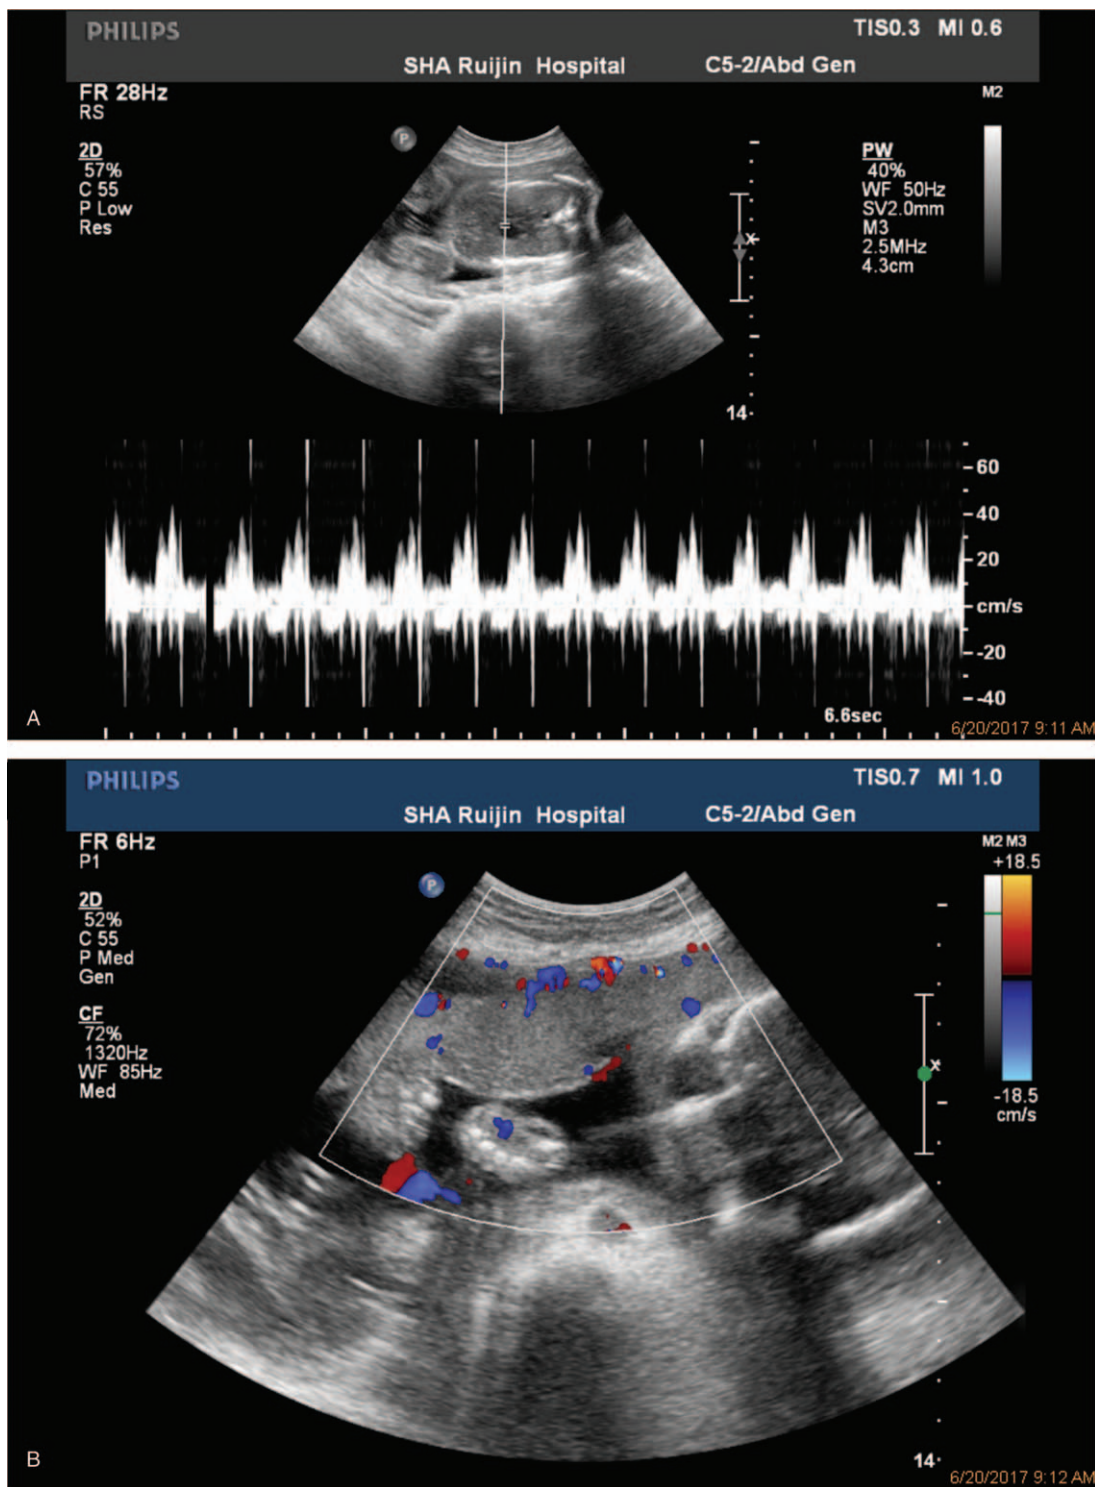 PHILIPS
TIS0.3 MI 0.6
SHA Ruijin Hospital
C5-2/Abd Gen
FR 28Hz
RS
2D
57%
C 55
P Low
Res
P
M2
PW
40%
WF 50Hz
SV2.0mm
M3
2.5MHz
4.3cm
x
14
60
40
20
cm/s
-20
-40
6.6sec
A
6/20/2017 9:11 AM
PHILIPS
TIS0.7 MI 1.0
SHA Ruijin Hospital
C5-2/Abd Gen
FR 6Hz
P1
2D
52%
C 55
P Med
Gen
CF
72%
1320Hz
WF 85Hz
Med
P
M2 M3
+18.5
x
-18.5
cm/s
14
B
6/20/2017 9:12 AM